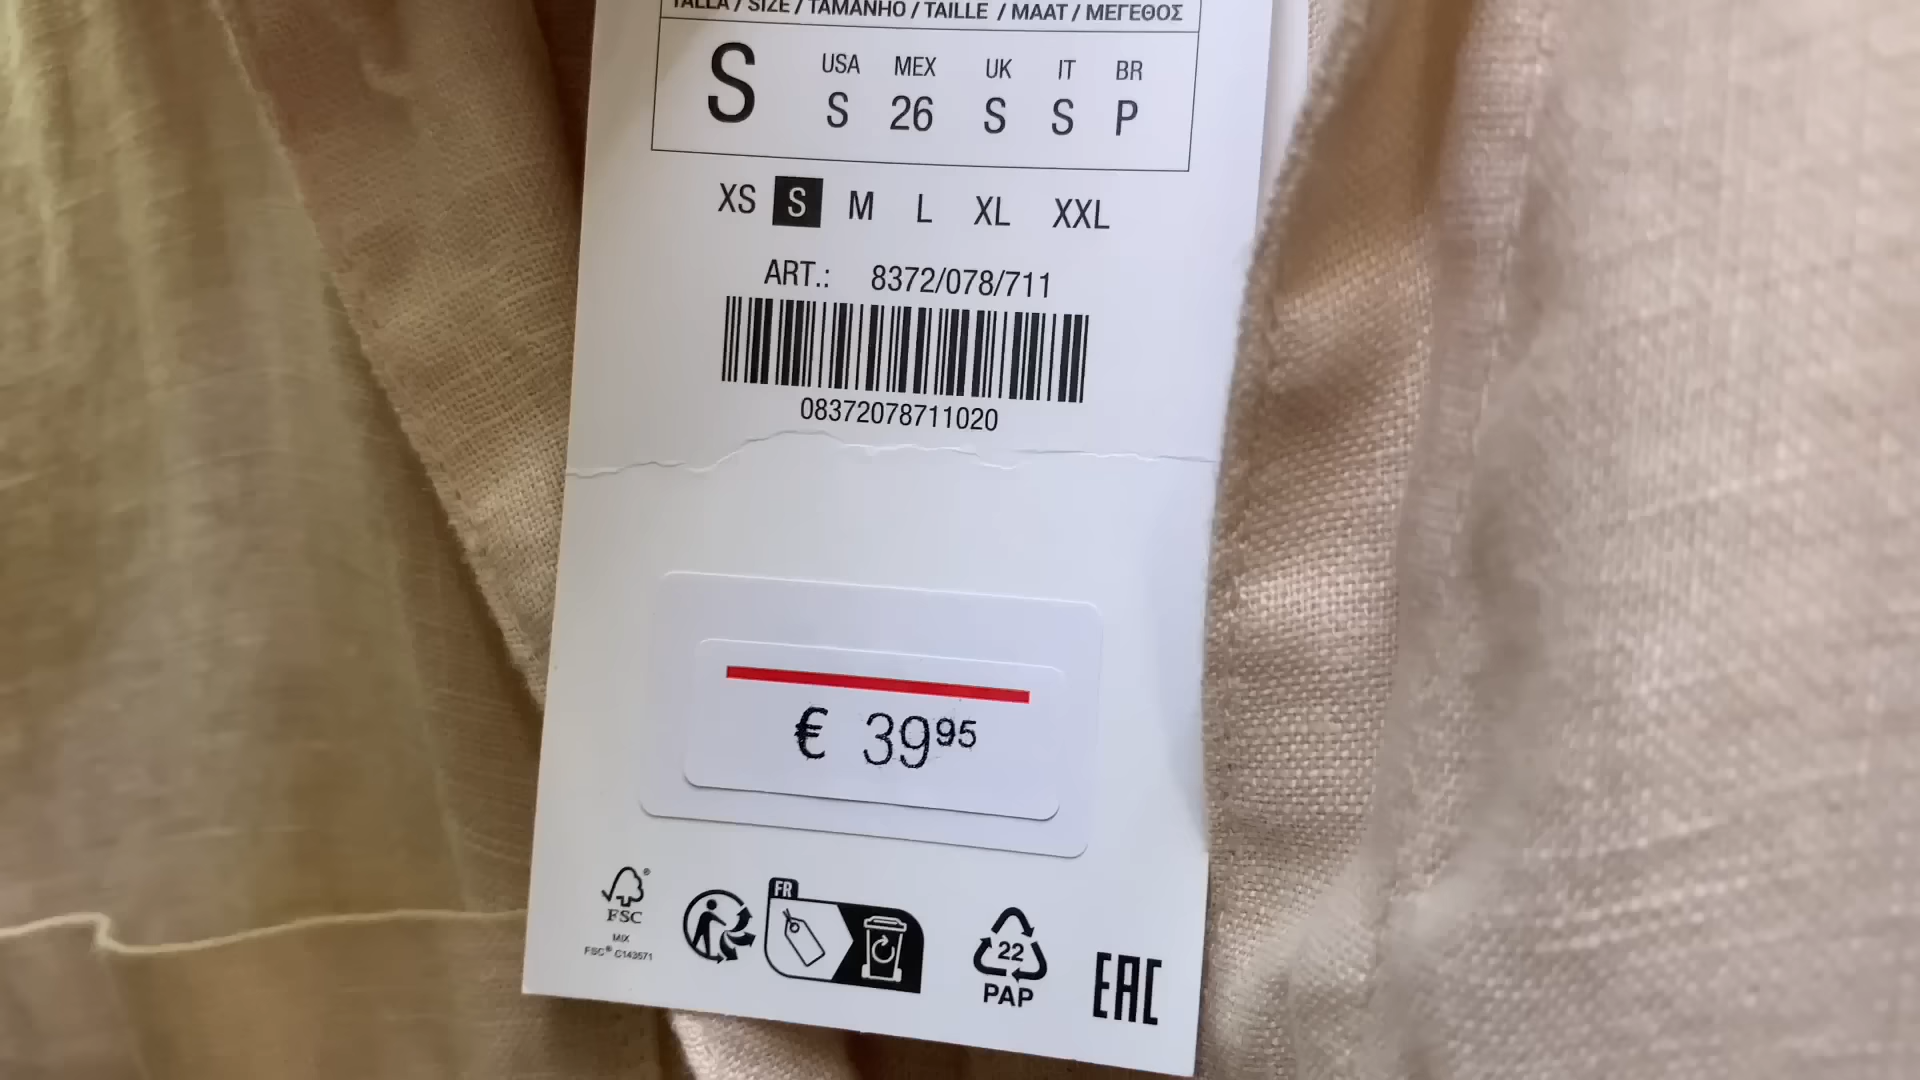 TALLA / SIZE / TAMANHO / TAILLE / MAAT / ΜΕΓΕΘΟΣ
S USA MEX UK IT BR
S 26 S S P
XS S M L XL XXL
ART.: 8372/078/711
08372078711020
€ 39⁹⁵
FR
FSC®
MIX
FSC® C143571
22
PAP
EAC